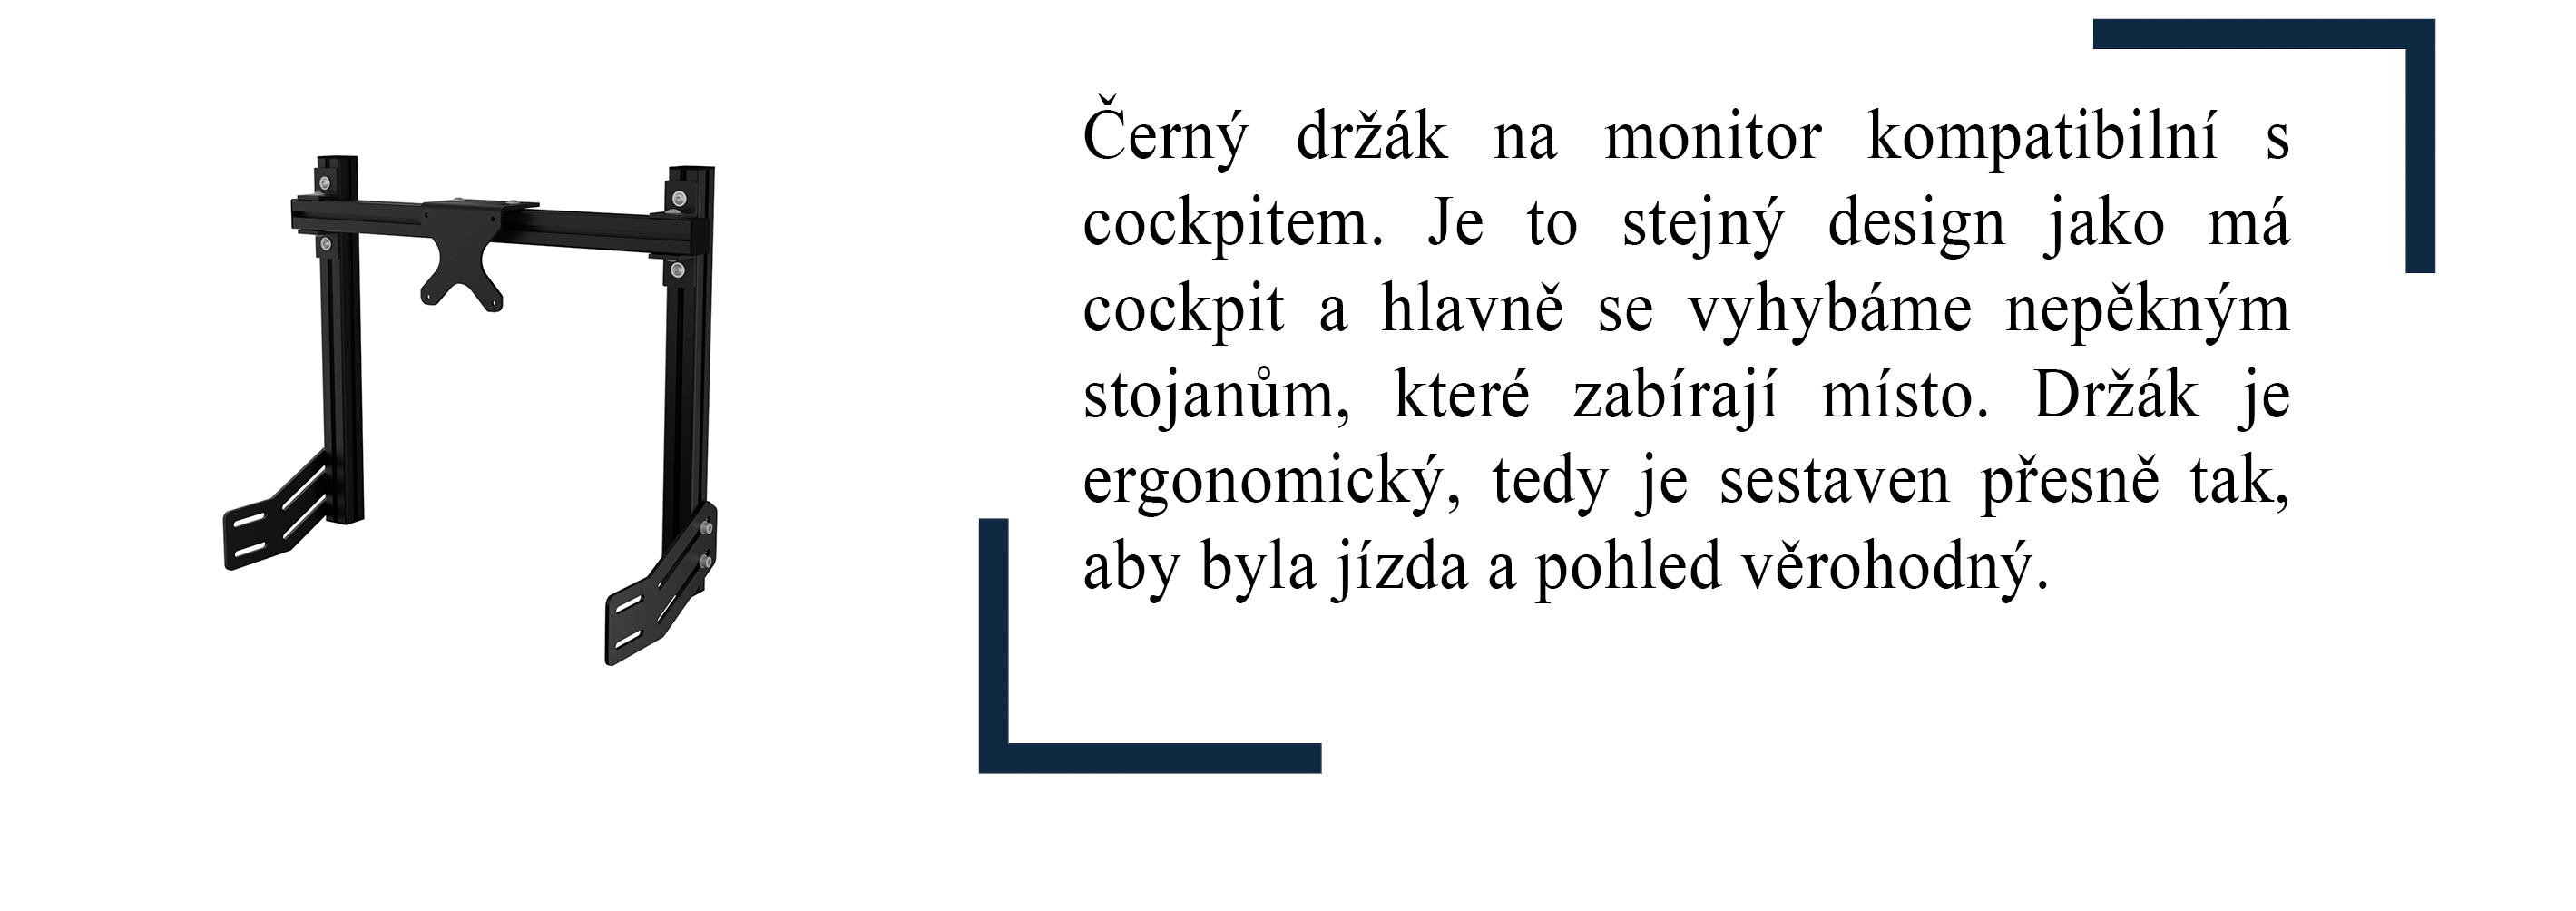 Černý držák na monitor kompatibilní s
cockpitem. Je to stejný design jako má
cockpit a hlavně se vyhybáme nepěkným
stojanům, které zabírají místo. Držák je
ergonomický, tedy je sestaven přesně tak,
aby byla jízda a pohled věrohodný.